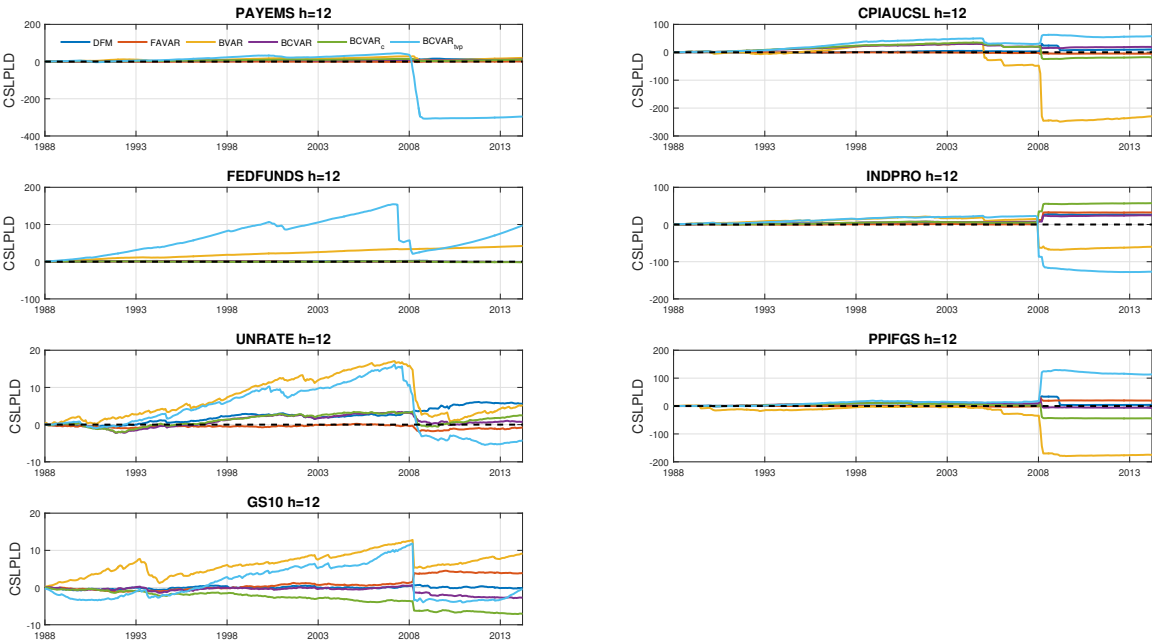 PAYEMS h=12
DFM FAVAR BVAR BCVAR BCVARc BCVARtvp
CSLPLD
200
0
-200
-400
1988 1993 1998 2003 2008 2013
CPIAUCSL h=12
CSLPLD
100
0
-100
-200
-300
1988 1993 1998 2003 2008 2013
FEDFUNDS h=12
CSLPLD
200
100
0
-100
1988 1993 1998 2003 2008 2013
INDPRO h=12
CSLPLD
100
0
-100
-200
1988 1993 1998 2003 2008 2013
UNRATE h=12
CSLPLD
20
10
0
-10
1988 1993 1998 2003 2008 2013
PPIFGS h=12
CSLPLD
200
100
0
-100
-200
1988 1993 1998 2003 2008 2013
GS10 h=12
CSLPLD
20
10
0
-10
1988 1993 1998 2003 2008 2013